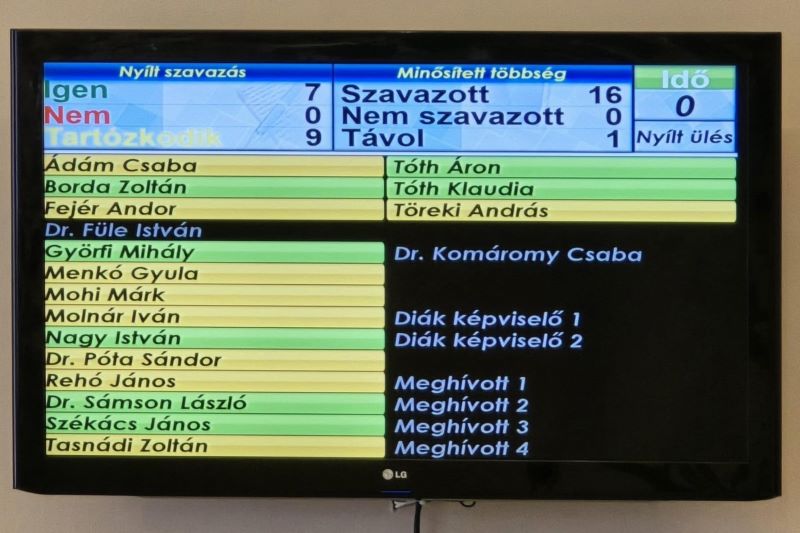 Nyílt szavazás
Igen 7
Nem 0
Tartózkodik 9
Minősített többség
Szavazott 16
Nem szavazott 0
Távol 1
Idő
0
Nyílt ülés
Ádám Csaba
Borda Zoltán
Fejér Andor
Dr. Füle István
Györfi Mihály
Menkó Gyula
Mohi Márk
Molnár Iván
Nagy István
Dr. Póta Sándor
Rehó János
Dr. Sámson László
Székács János
Tasnádi Zoltán
Tóth Áron
Tóth Klaudia
Töreki András
Dr. Komáromy Csaba
Diák képviselő 1
Diák képviselő 2
Meghívott 1
Meghívott 2
Meghívott 3
Meghívott 4
LG